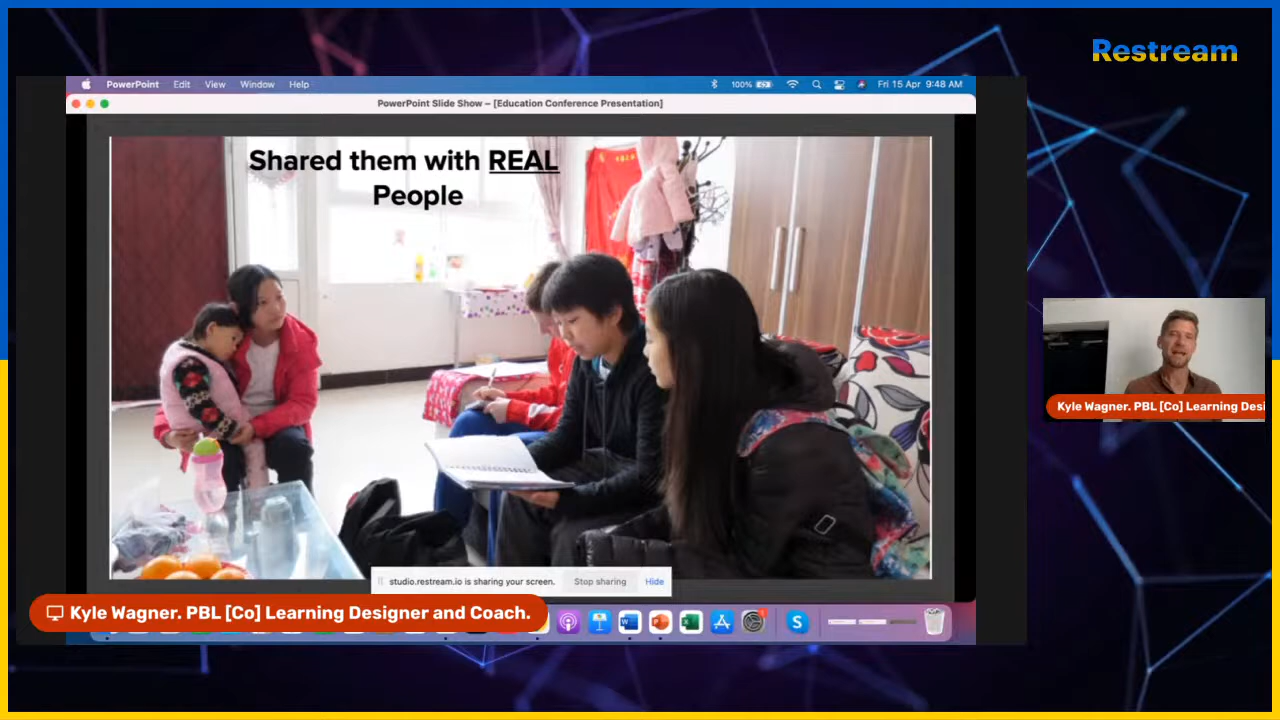 Restream
PowerPoint Edit View Window Help 100% Fri 15 Apr 9:48 AM
PowerPoint Slide Show – [Education Conference Presentation]
Shared them with REAL
People
Kyle Wagner. PBL [Co] Learning Desi
studio.restream.io is sharing your screen. Stop sharing Hide
Kyle Wagner. PBL [Co] Learning Designer and Coach.